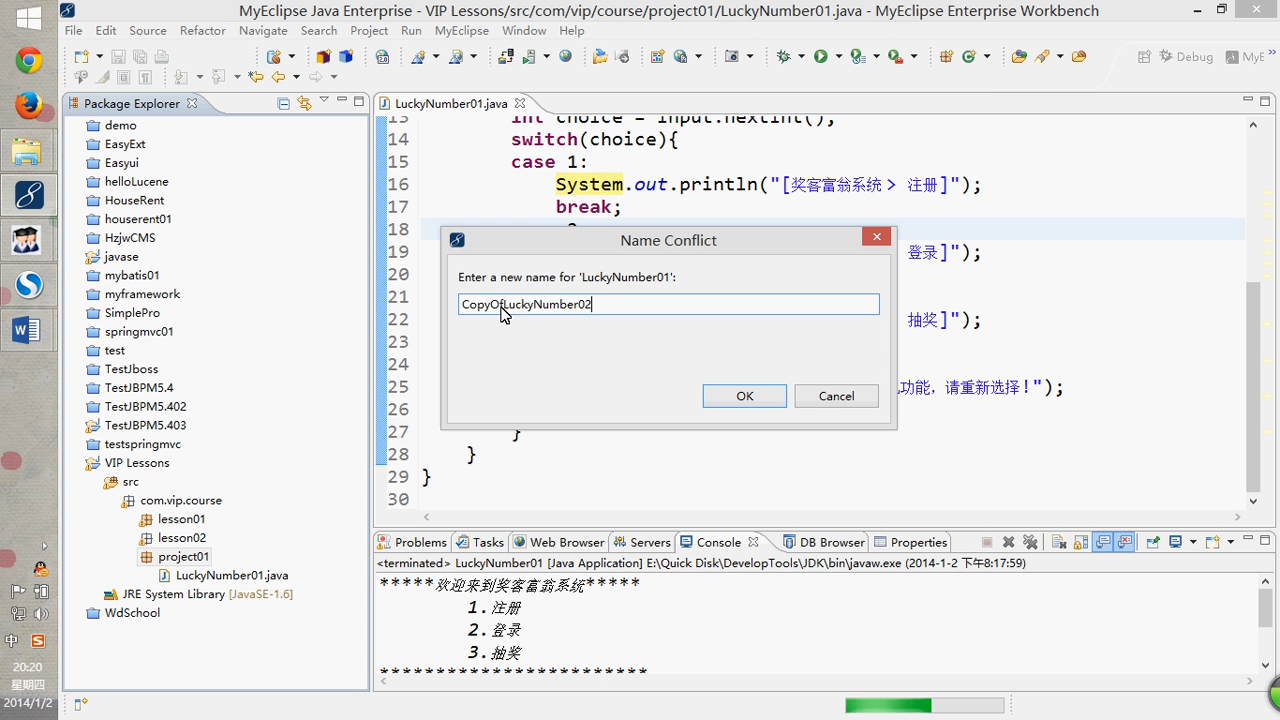 MyEclipse Java Enterprise - VIP Lessons/src/com/vip/course/project01/LuckyNumber01.java - MyEclipse Enterprise Workbench
File Edit Source Refactor Navigate Search Project Run MyEclipse Window Help
Debug MyE
Package Explorer
demo
EasyExt
Easyui
helloLucene
HouseRent
houserent01
HzjwCMS
javase
mybatis01
myframework
SimplePro
springmvc01
test
TestJboss
TestJBPM5.4
TestJBPM5.402
TestJBPM5.403
testspringmvc
VIP Lessons
src
com.vip.course
lesson01
lesson02
project01
LuckyNumber01.java
JRE System Library [JavaSE-1.6]
WdSchool
LuckyNumber01.java
13 int choice = input.nextInt();
14 switch(choice){
15 case 1:
16 System.out.println("[奖客富翁系统 > 注册]");
17 break;
18
19 登录]");
20
21
22 抽奖]");
23
24
25 功能，请重新选择！");
26
27 }
28 }
29 }
30
Name Conflict
Enter a new name for 'LuckyNumber01':
CopyOfLuckyNumber02
OK Cancel
Problems Tasks Web Browser Servers Console DB Browser Properties
<terminated> LuckyNumber01 [Java Application] E:\Quick Disk\DevelopTools\JDK\bin\javaw.exe (2014-1-2 下午8:17:59)
*****欢迎来到奖客富翁系统*****
1.注册
2.登录
3.抽奖
************************
中
20:20
星期四
2014/1/2